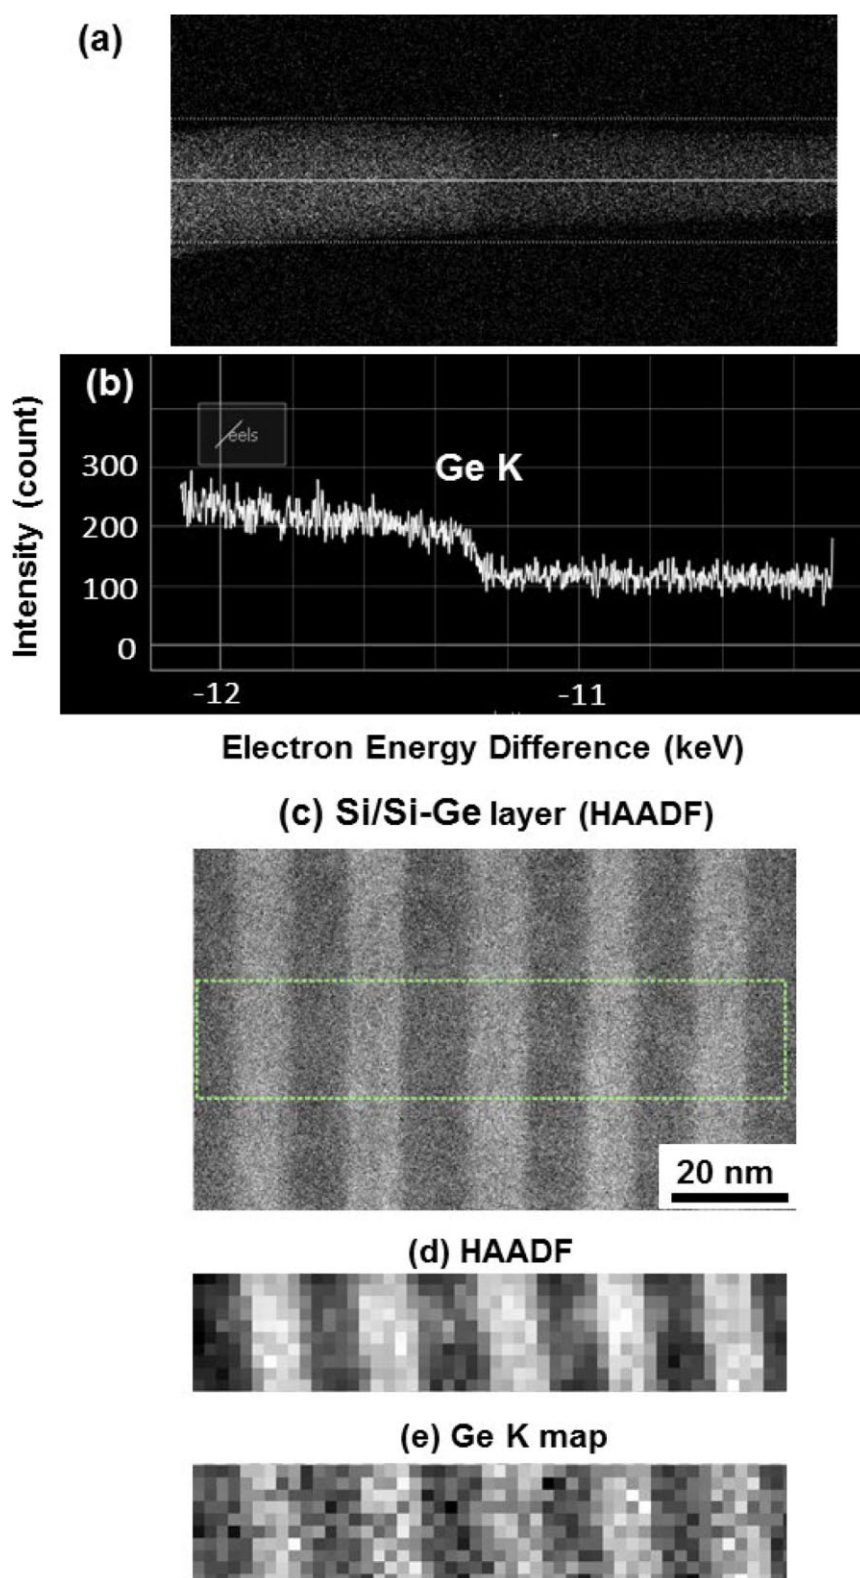 (a)
(b)
eels
Ge K
Intensity (count)
300
200
100
0
-12
-11
Electron Energy Difference (keV)
(c) Si/Si-Ge layer (HAADF)
20 nm
(d) HAADF
(e) Ge K map